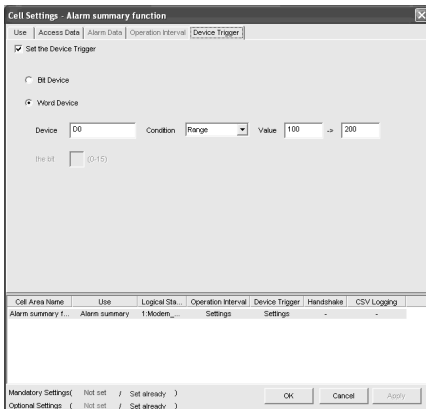 Cell Settings - Alarm summary function
Use Access Data Alarm Data Operation Interval Device Trigger
Set the Device Trigger
Bit Device
Word Device
Device D0 Condition Range Value 100 -> 200
the bit (0-15)
Cell Area Name Use Logical Sta... Operation Interval Device Trigger Handshake CSV Logging
Alarm summary f... Alarm summary 1:Modem_... Settings Settings - -
Mandatory Settings( Not set / Set already )
Optional Settings ( Not set / Set already )
OK Cancel Apply